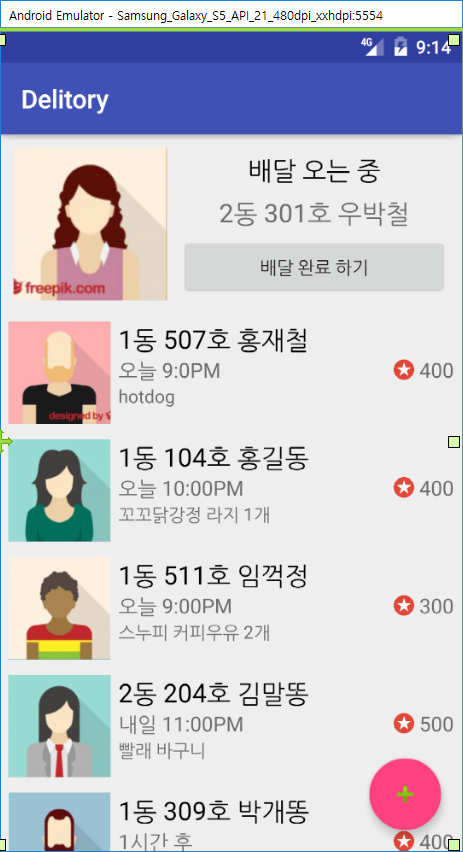 Android Emulator - Samsung_Galaxy_S5_API_21_480dpi_xxhdpi:5554
4G 9:14
Delitory
freepik.com
배달 오는 중
2동 301호 우박철
배달 완료 하기
designed by
1동 507호 홍재철
오늘 9:0PM
400
hotdog
1동 104호 홍길동
오늘 10:00PM
400
꼬꼬닭강정 라지 1개
1동 511호 임꺽정
오늘 9:00PM
300
스누피 커피우유 2개
2동 204호 김말똥
내일 11:00PM
500
빨래 바구니
1동 309호 박개똥
1시간 후
400